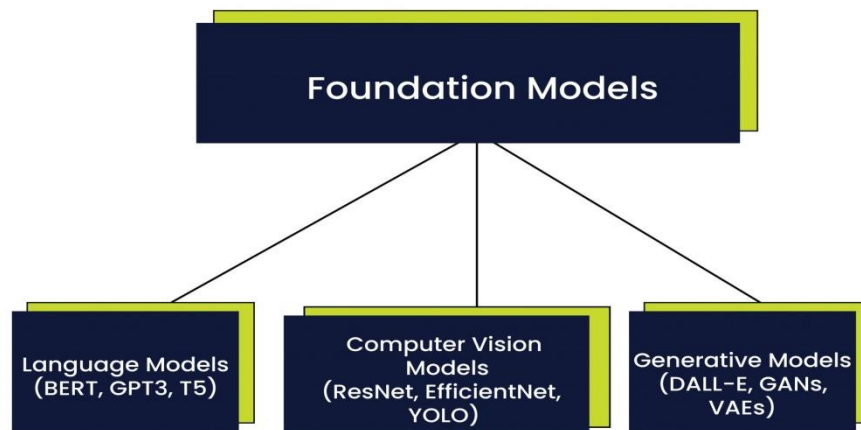 Foundation Models
Language Models
(BERT, GPT3, T5)
Computer Vision
Models
(ResNet, EfficientNet,
YOLO)
Generative Models
(DALL-E, GANs,
VAEs)